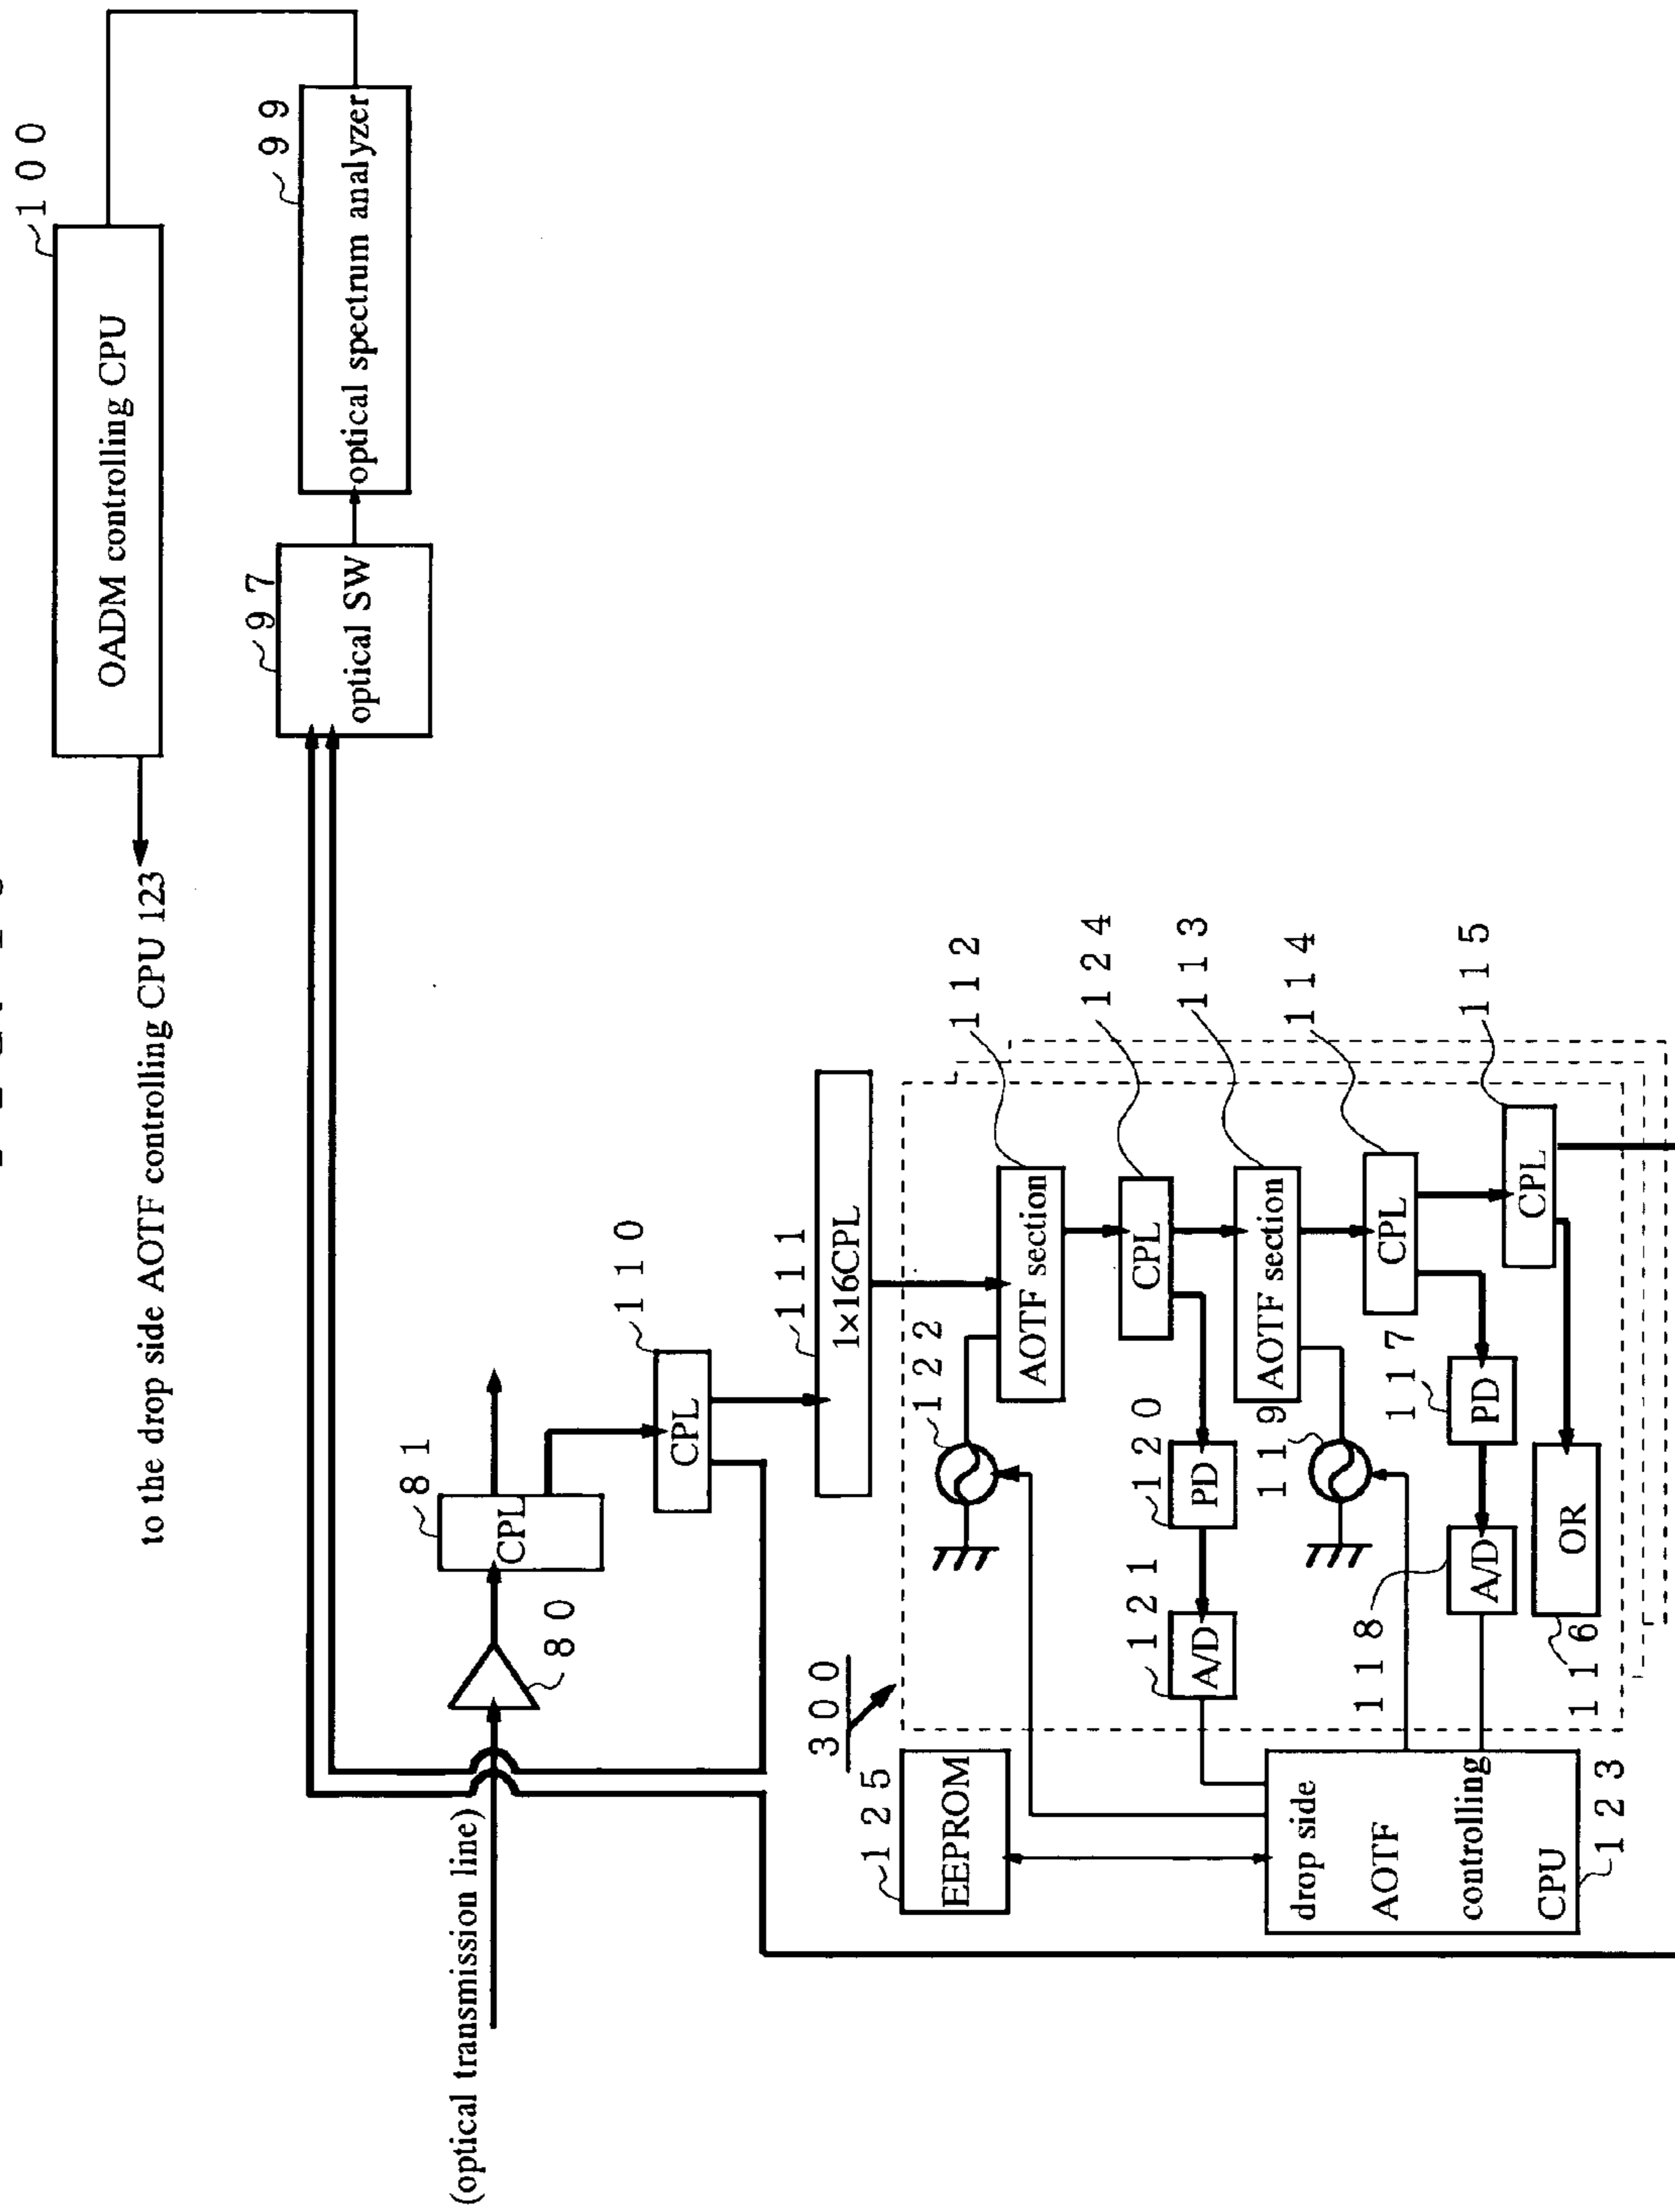 100
OADM controlling CPU
to the drop side AOTF controlling CPU 123
97
optical SW
99
optical spectrum analyzer
(optical transmission line)
80
81
CPL
110
CPL
111
1×16CPL
300
125
EEPROM
122
112
AOTF section
124
CPL
120
PD
121
A/D
113
AOTF section
119
114
CPL
117
PD
118
A/D
115
CPL
116
OR
drop side
AOTF
controlling
CPU
123